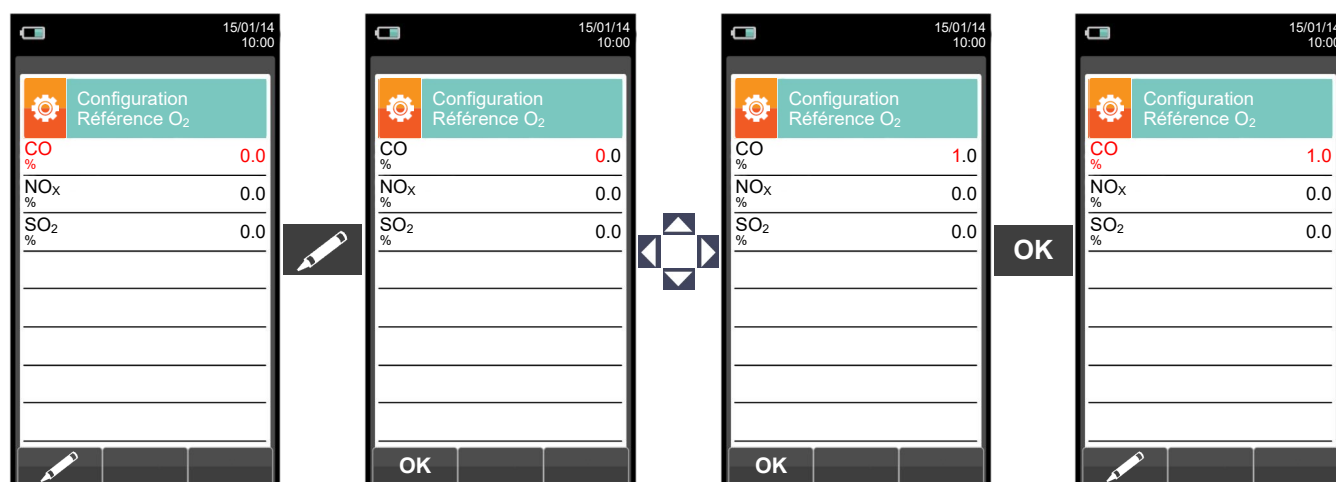 15/01/14
10:00
Configuration
Référence O₂
CO
%
0.0
NOX
%
0.0
SO₂
%
0.0
15/01/14
10:00
Configuration
Référence O₂
CO
%
0.0
NOX
%
0.0
SO₂
%
0.0
OK
15/01/14
10:00
Configuration
Référence O₂
CO
%
1.0
NOX
%
0.0
SO₂
%
0.0
OK
OK
15/01/14
10:00
Configuration
Référence O₂
CO
%
1.0
NOX
%
0.0
SO₂
%
0.0